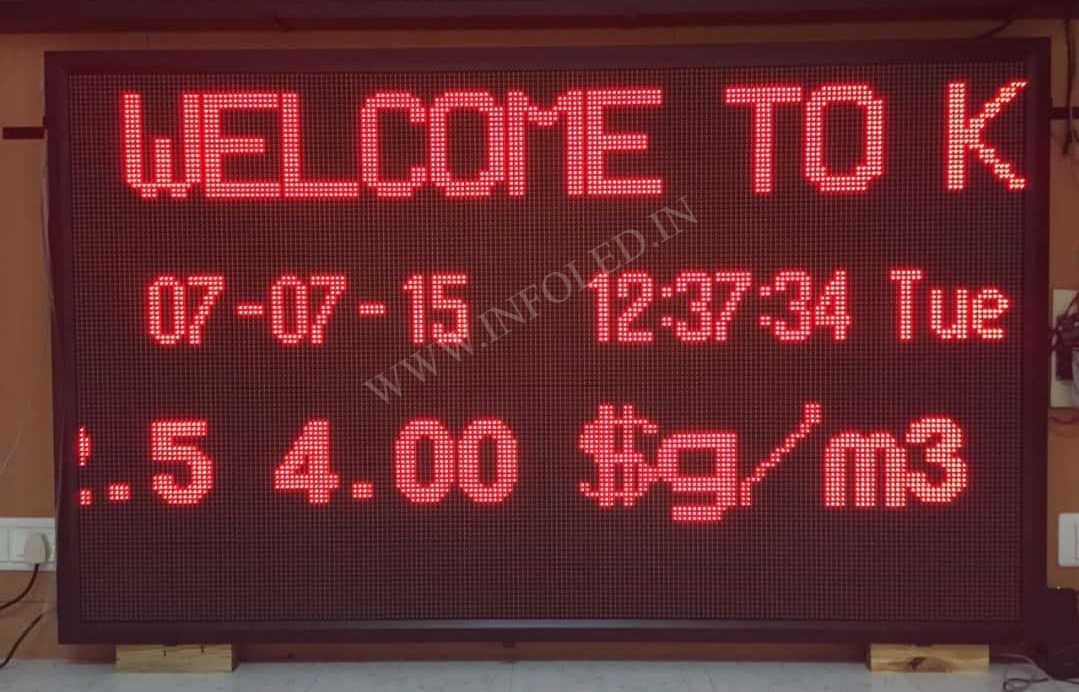 WELCOME TO K
07-07-15 12:37:34 Tue
.5 4.00 $g/m3
WWW.INFOLED.IN